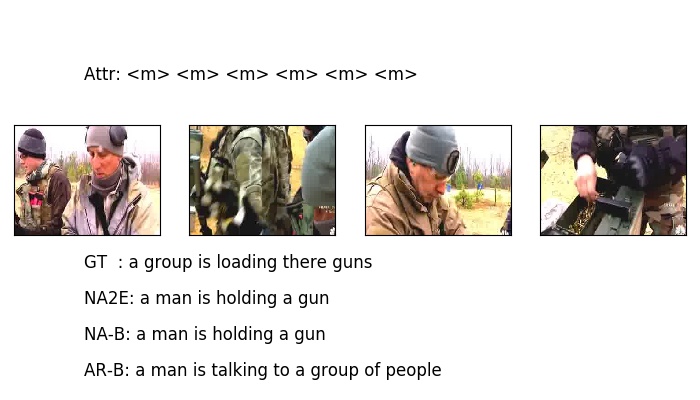 Attr: <m> <m> <m> <m> <m> <m>
GT : a group is loading there guns
NA2E: a man is holding a gun
NA-B: a man is holding a gun
AR-B: a man is talking to a group of people